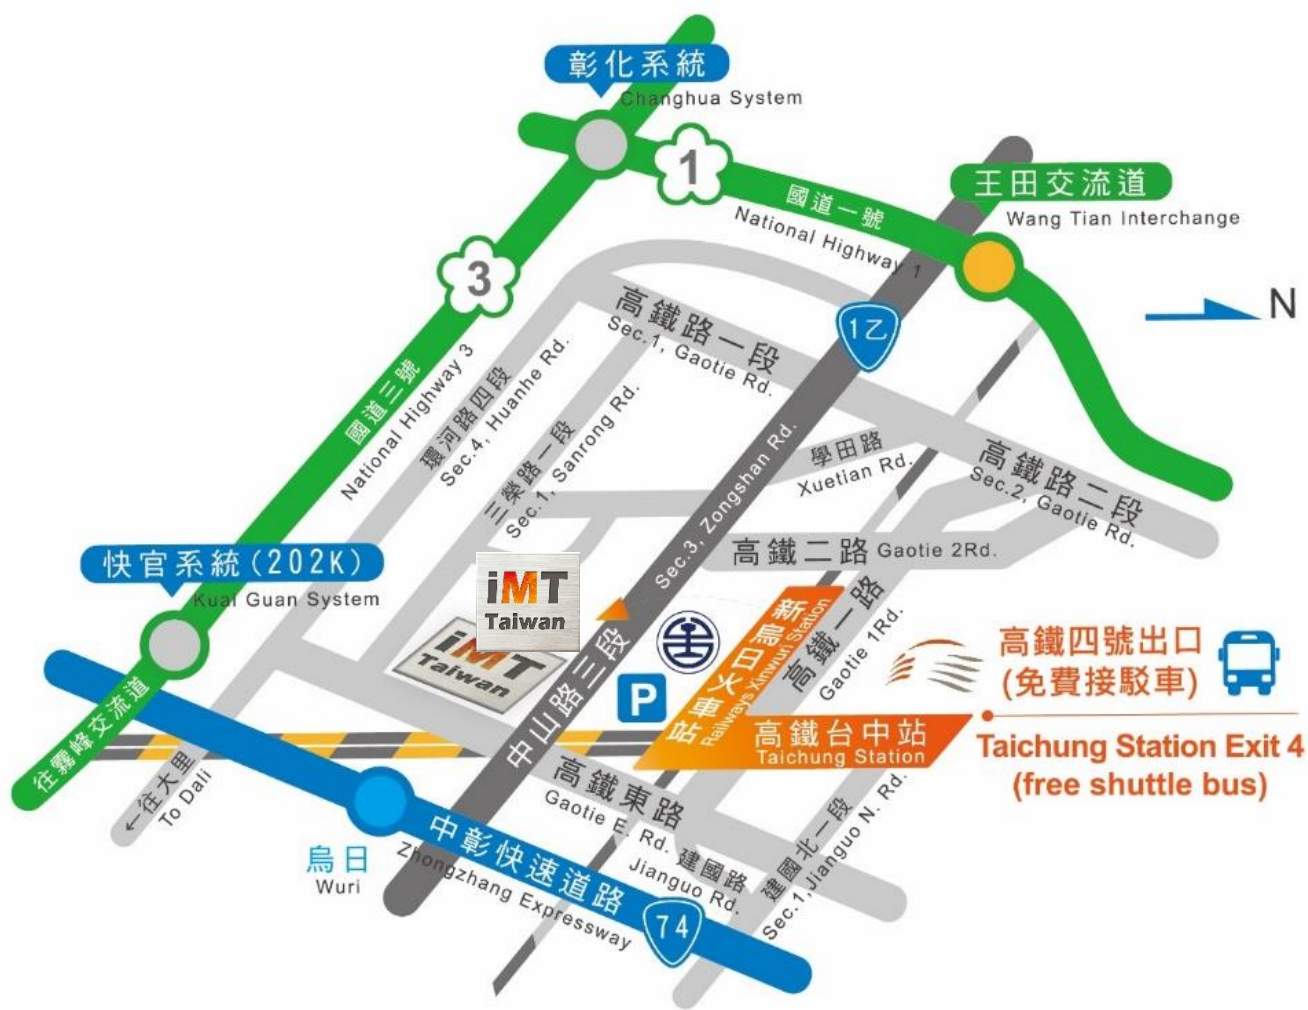 彰化系統
Changhua System
1
王田交流道
Wang Tian Interchange
國道一號
National Highway 1
N
3
高鐵路一段
Sec.1, Gaotie Rd.
1乙
國道三號
National Highway 3
環河路四段
Sec.4, Huanhe Rd.
三榮路一段
Sec.1, Sanrong Rd.
Sec.3, Zongshan Rd.
中山路三段
學田路
Xuetian Rd.
高鐵路二段
Sec.2, Gaotie Rd.
快官系統(202K)
Kuai Guan System
iMT
Taiwan
iMT
Taiwan
高鐵二路 Gaotie 2Rd.
新烏日火車站
Railways Xinwuri Station
高鐵一路
Gaotie 1Rd.
P
高鐵四號出口
(免費接駁車)
高鐵台中站
Taichung Station
Taichung Station Exit 4
(free shuttle bus)
往霧峰交流道
←往大里
To Dali
烏日
Wuri
中彰快速道路
Zhongzhang Expressway
74
高鐵東路
Gaotie E. Rd.
建國路
Jianguo Rd.
建國北一段
Sec.1,Jianguo N. Rd.